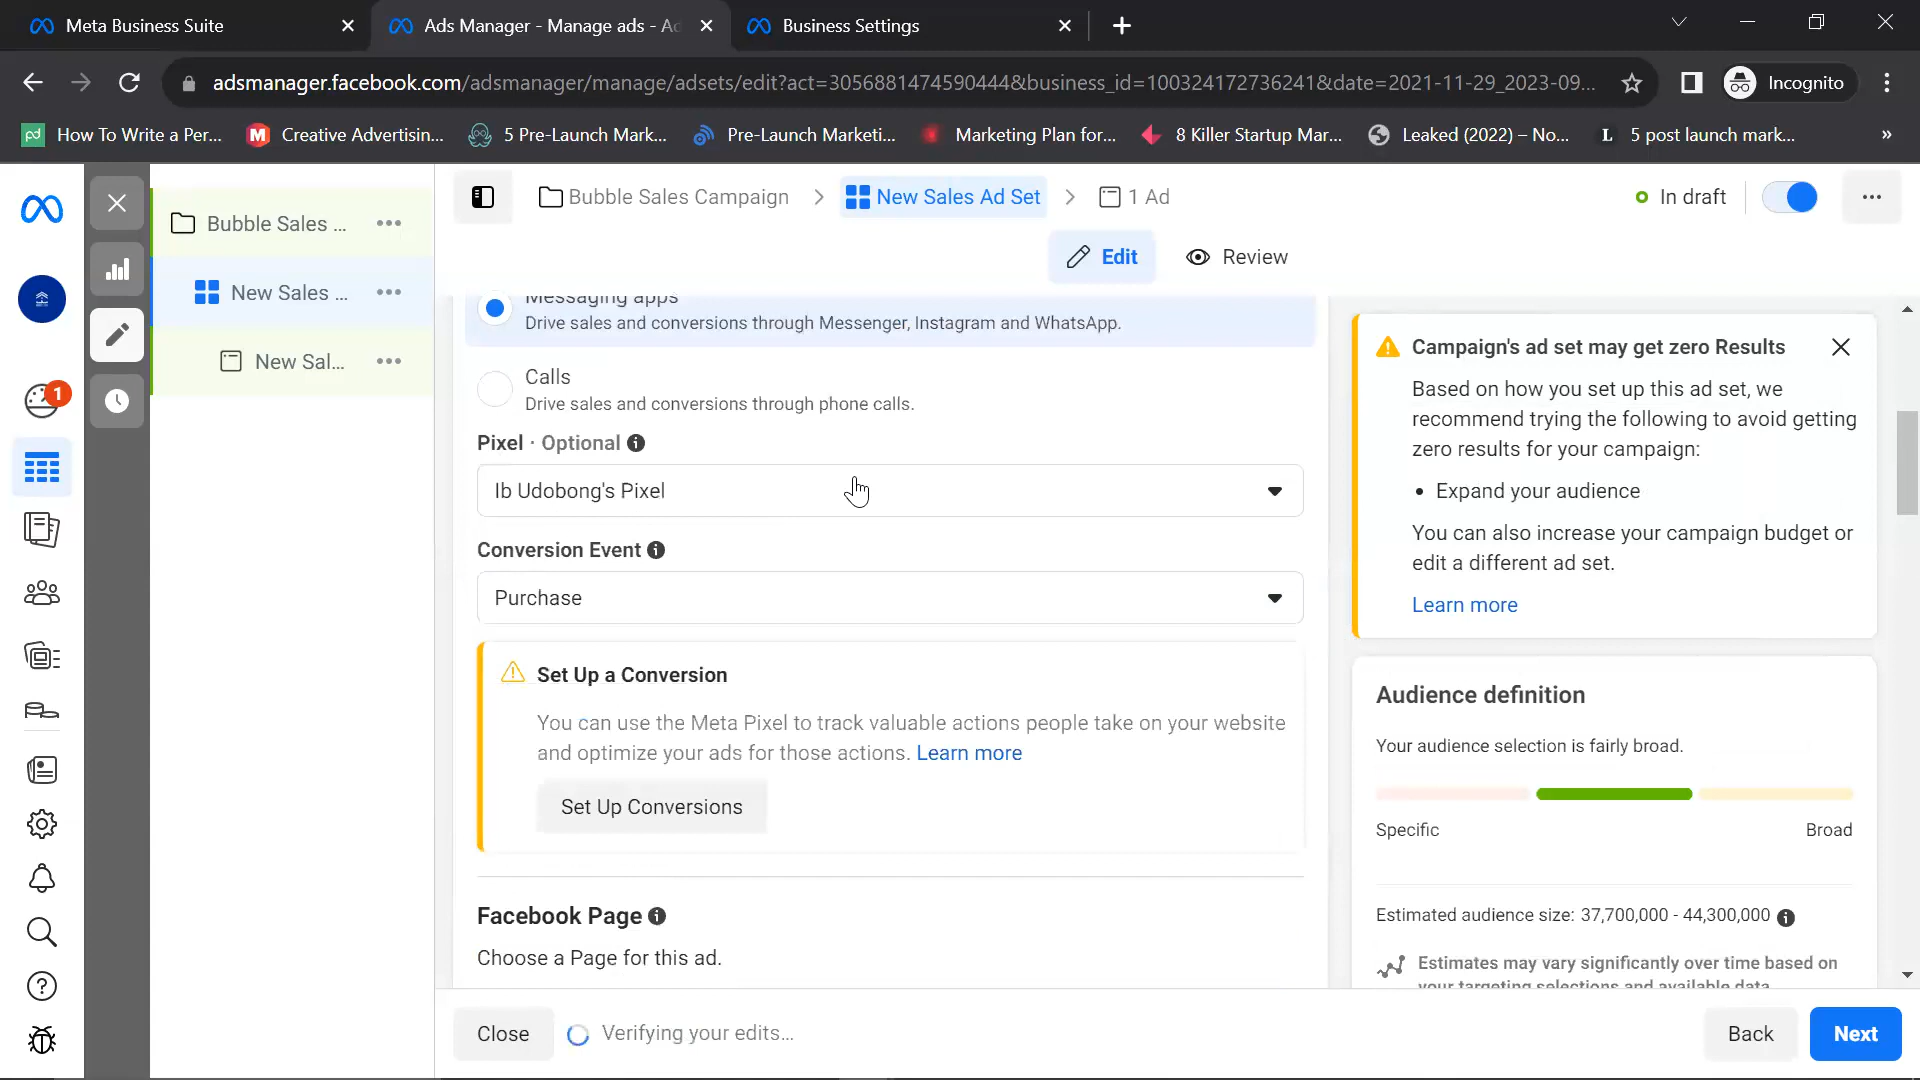 Meta Business Suite
Ads Manager - Manage ads - Ad
Business Settings
adsmanager.facebook.com/adsmanager/manage/adsets/edit?act=3056881474590444&business_id=100324172736241&date=2021-11-29_2023-09...
Incognito
pd How To Write a Per...
M Creative Advertisin...
5 Pre-Launch Mark...
Pre-Launch Marketi...
Marketing Plan for...
8 Killer Startup Mar...
Leaked (2022) – No...
L 5 post launch mark...
»
Bubble Sales ...
New Sales ...
New Sal...
1
Bubble Sales Campaign > New Sales Ad Set > 1 Ad
In draft
Edit
Review
Messaging apps
Drive sales and conversions through Messenger, Instagram and WhatsApp.
Calls
Drive sales and conversions through phone calls.
Pixel · Optional
Ib Udobong's Pixel
Conversion Event
Purchase
Set Up a Conversion
You can use the Meta Pixel to track valuable actions people take on your website
and optimize your ads for those actions. Learn more
Set Up Conversions
Facebook Page
Choose a Page for this ad.
Campaign's ad set may get zero Results
Based on how you set up this ad set, we
recommend trying the following to avoid getting
zero results for your campaign:
• Expand your audience
You can also increase your campaign budget or
edit a different ad set.
Learn more
Audience definition
Your audience selection is fairly broad.
Specific
Broad
Estimated audience size: 37,700,000 - 44,300,000
Estimates may vary significantly over time based on
your targeting selections and available data.
Close
Verifying your edits...
Back
Next